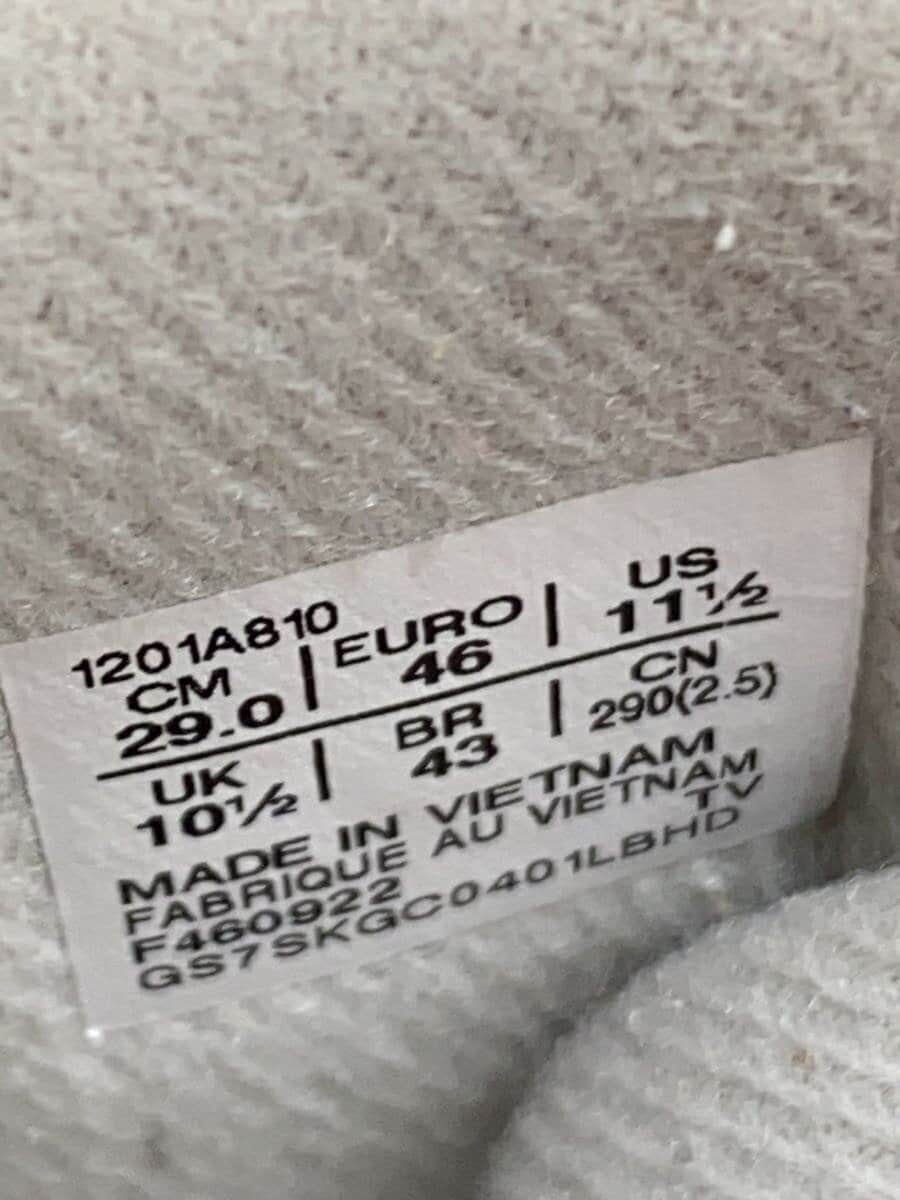 1201A810
CM | EURO | US
29.0 | 46 | 11½
UK | BR | CN
10½ | 43 | 290(2.5)
MADE IN VIETNAM
FABRIQUE AU VIETNAM
F460922 TV
GS7SKGC0401LBHD